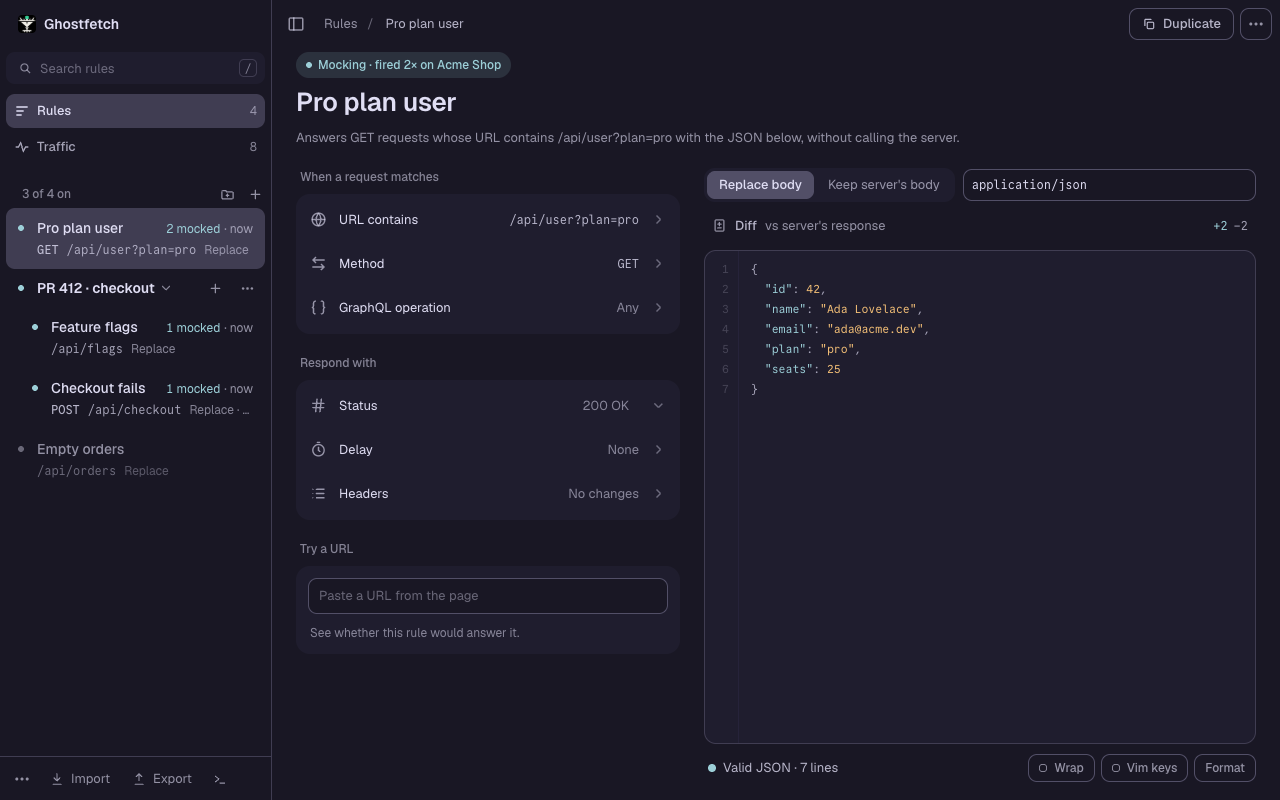 Ghostfetch
Search rules /
Rules 4
Traffic 8
3 of 4 on
Pro plan user 2 mocked · now
GET /api/user?plan=pro Replace
PR 412 · checkout
Feature flags 1 mocked · now
/api/flags Replace
Checkout fails 1 mocked · now
POST /api/checkout Replace · …
Empty orders
/api/orders Replace
Import Export
Rules / Pro plan user
Duplicate
Mocking · fired 2× on Acme Shop
Pro plan user
Answers GET requests whose URL contains /api/user?plan=pro with the JSON below, without calling the server.
When a request matches
URL contains /api/user?plan=pro
Method GET
GraphQL operation Any
Respond with
Status 200 OK
Delay None
Headers No changes
Try a URL
Paste a URL from the page
See whether this rule would answer it.
Replace body Keep server's body application/json
Diff vs server's response +2 −2
1 {
2 "id": 42,
3 "name": "Ada Lovelace",
4 "email": "ada@acme.dev",
5 "plan": "pro",
6 "seats": 25
7 }
Valid JSON · 7 lines
Wrap Vim keys Format